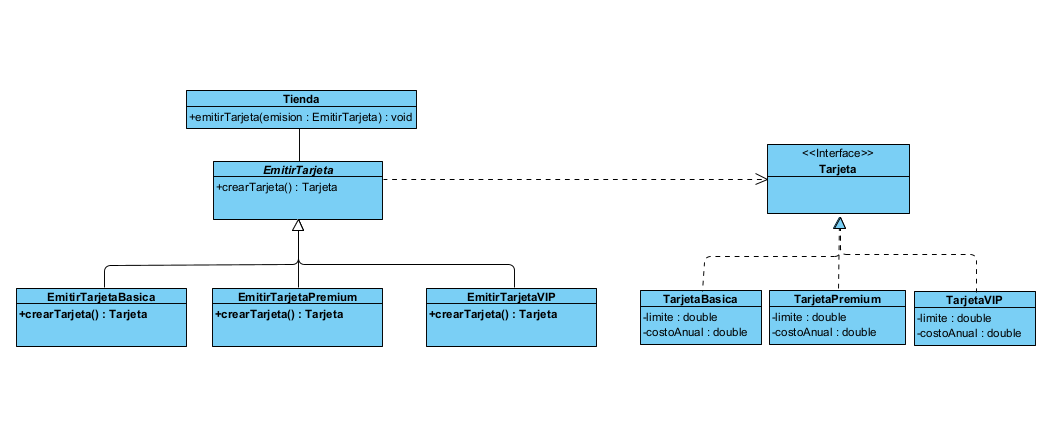 Tienda
+emitirTarjeta(emision : EmitirTarjeta) : void
EmitirTarjeta
+crearTarjeta() : Tarjeta
<<Interface>>
Tarjeta
EmitirTarjetaBasica
+crearTarjeta() : Tarjeta
EmitirTarjetaPremium
+crearTarjeta() : Tarjeta
EmitirTarjetaVIP
+crearTarjeta() : Tarjeta
TarjetaBasica
-limite : double
-costoAnual : double
TarjetaPremium
-limite : double
-costoAnual : double
TarjetaVIP
-limite : double
-costoAnual : double